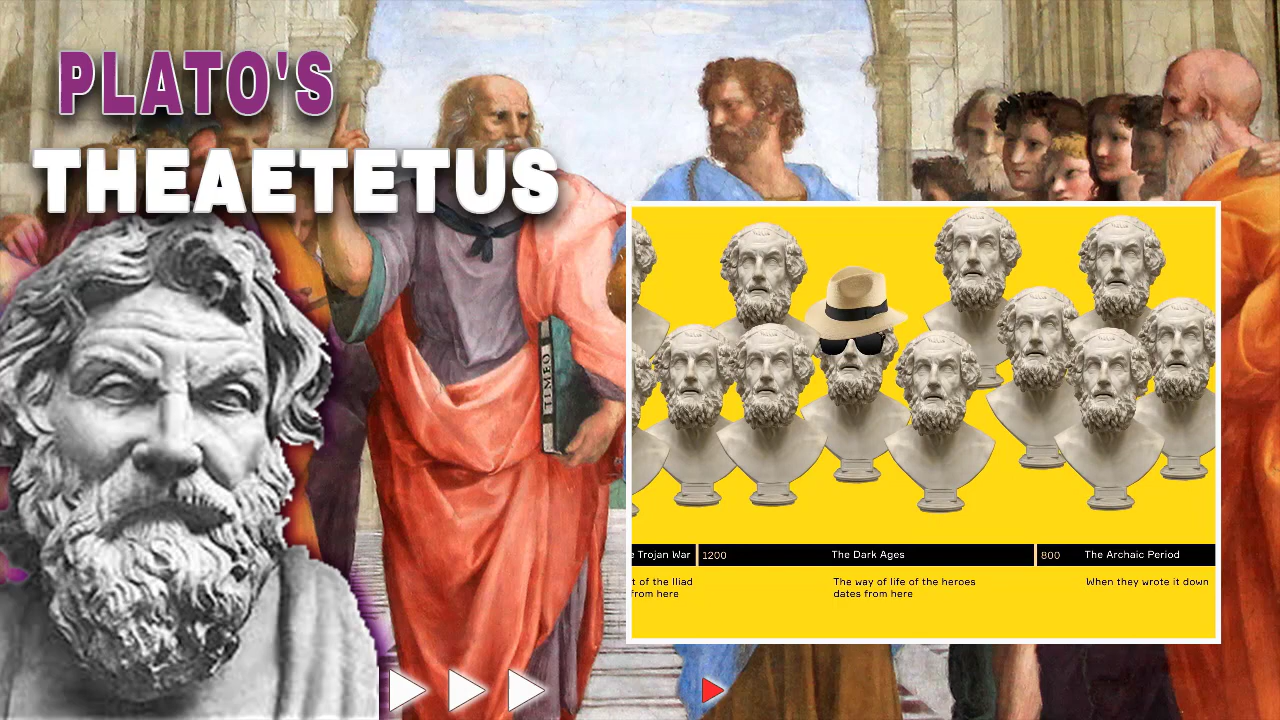 PLATO'S
THEAETETUS
TIMEO
Trojan War
1200
The Dark Ages
800
The Archaic Period
of the Iliad
from here
The way of life of the heroes
dates from here
When they wrote it down